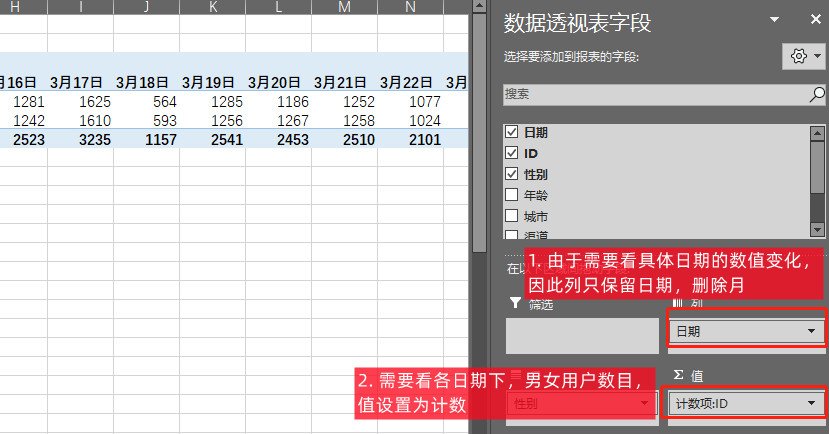 H I J K L M N
月16日 3月17日 3月18日 3月19日 3月20日 3月21日 3月22日 3月
1281 1625 564 1285 1186 1252 1077
1242 1610 593 1256 1267 1258 1024
2523 3235 1157 2541 2453 2510 2101
数据透视表字段
选择要添加到报表的字段:
搜索
日期
ID
性别
年龄
城市
渠道
1. 由于需要看具体日期的数值变化，
因此列只保留日期，删除月
筛选
列
日期
2. 需要看各日期下，男女用户数目，
值设置为计数
性别
Σ 值
计数项:ID